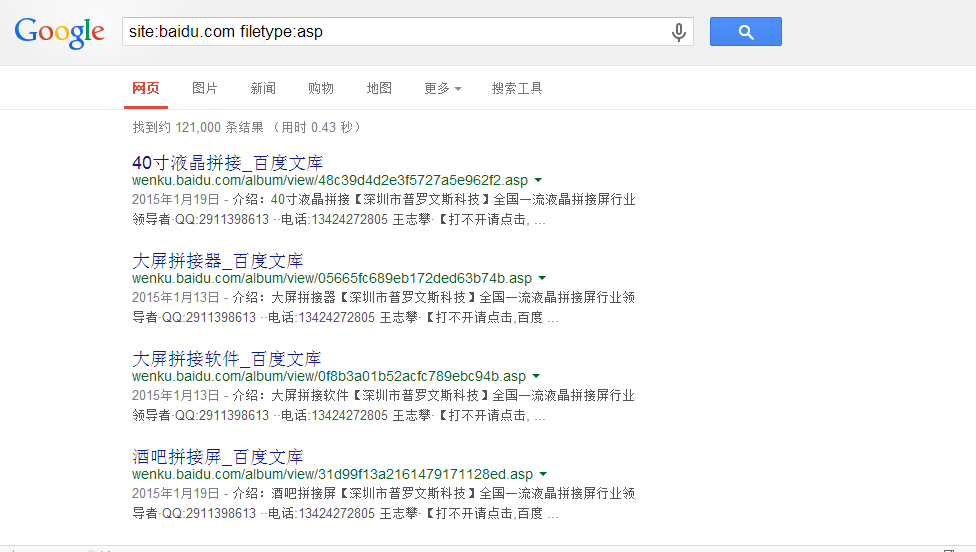 Google
site:baidu.com filetype:asp
网页 图片 新闻 购物 地图 更多 搜索工具
找到约 121,000 条结果 （用时 0.43 秒）
40寸液晶拼接_百度文库
wenku.baidu.com/album/view/48c39d4d2e3f5727a5e962f2.asp
2015年1月19日 - 介绍：40寸液晶拼接【深圳市普罗文斯科技】全国一流液晶拼接屏行业
领导者·QQ:2911398613 ··电话:13424272805 王志攀·【打不开请点击, ...
大屏拼接器_百度文库
wenku.baidu.com/album/view/05665fc689eb172ded63b74b.asp
2015年1月13日 - 介绍：大屏拼接器【深圳市普罗文斯科技】全国一流液晶拼接屏行业领
导者·QQ:2911398613 ··电话:13424272805 王志攀·【打不开请点击,百度 ...
大屏拼接软件_百度文库
wenku.baidu.com/album/view/0f8b3a01b52acfc789ebc94b.asp
2015年1月13日 - 介绍：大屏拼接软件【深圳市普罗文斯科技】全国一流液晶拼接屏行业
领导者·QQ:2911398613 ··电话:13424272805 王志攀·【打不开请点击, ...
酒吧拼接屏_百度文库
wenku.baidu.com/album/view/31d99f13a2161479171128ed.asp
2015年1月19日 - 介绍：酒吧拼接屏【深圳市普罗文斯科技】全国一流液晶拼接屏行业领
导者·QQ:2911398613 ··电话:13424272805 王志攀·【打不开请点击,百度 ...